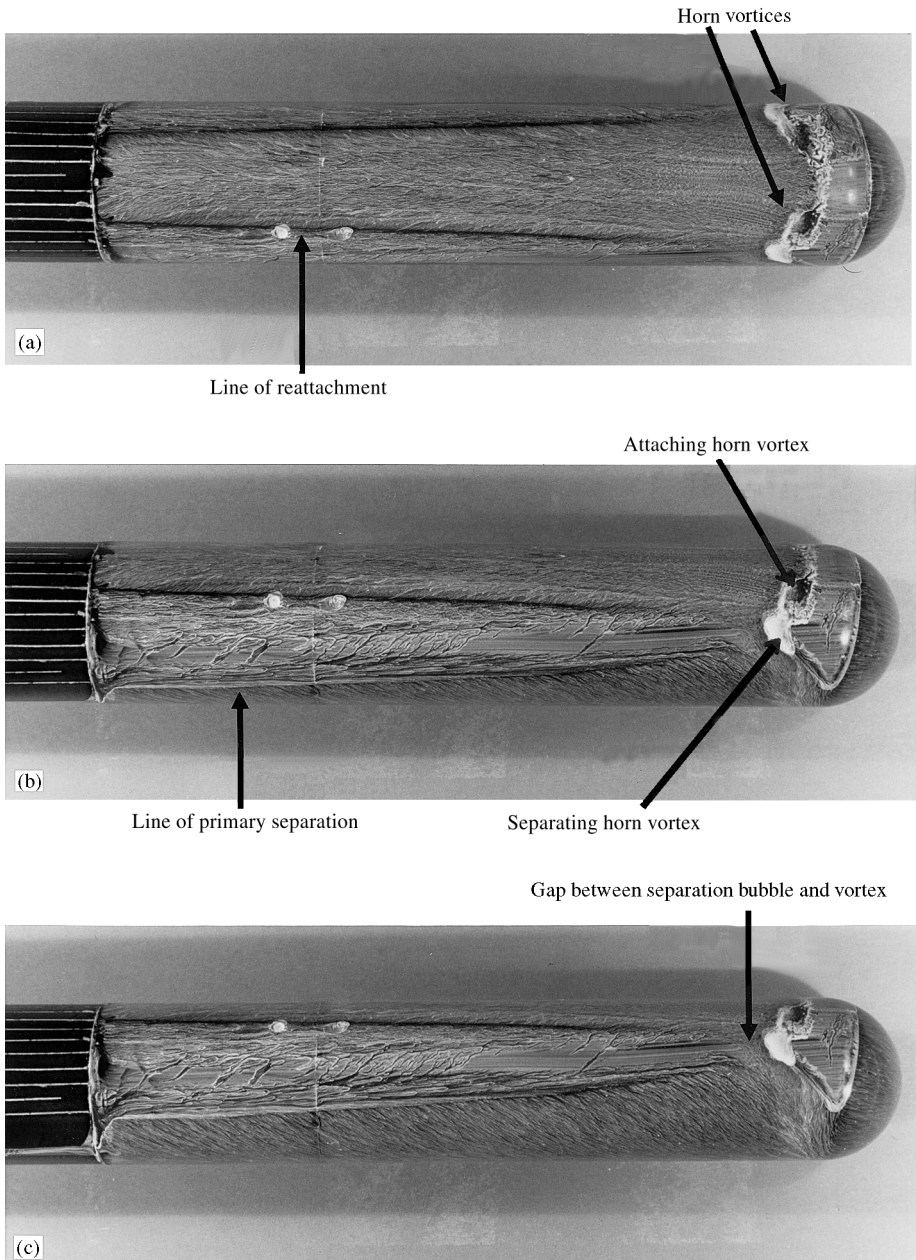 Horn vortices
(a)
Line of reattachment
Attaching horn vortex
(b)
Line of primary separation
Separating horn vortex
Gap between separation bubble and vortex
(c)